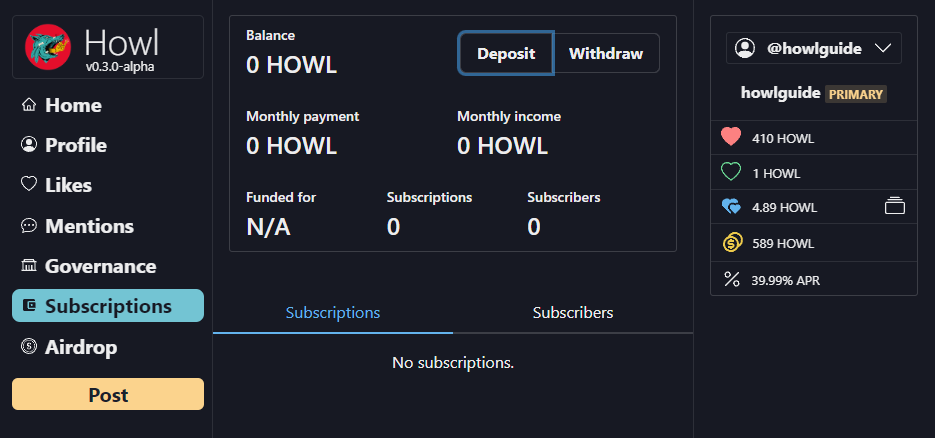 Howl
v0.3.0-alpha
Home
Profile
Likes
Mentions
Governance
Subscriptions
Airdrop
Post
Balance
0 HOWL
Deposit
Withdraw
Monthly payment
Monthly income
0 HOWL
0 HOWL
Funded for
Subscriptions
Subscribers
N/A
0
0
Subscriptions
Subscribers
No subscriptions.
@howlguide
howlguide PRIMARY
410 HOWL
1 HOWL
4.89 HOWL
589 HOWL
39.99% APR